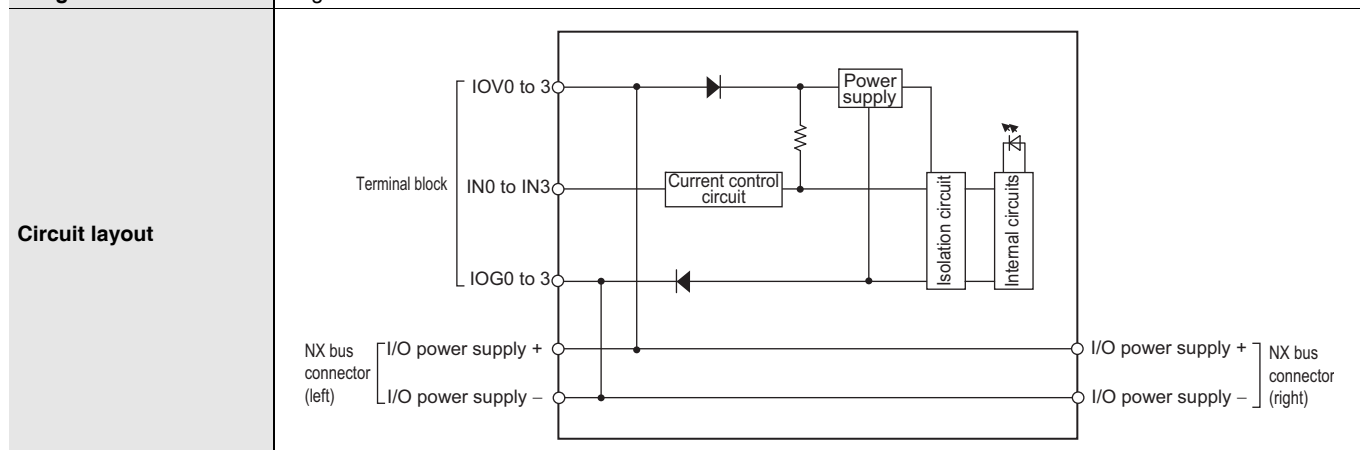 Circuit layout
Terminal block
IOV0 to 3
IN0 to IN3
IOG0 to 3
Current control
circuit
Power
supply
Isolation circuit
Internal circuits
NX bus
connector
(left)
I/O power supply +
I/O power supply −
I/O power supply +
I/O power supply −
NX bus
connector
(right)